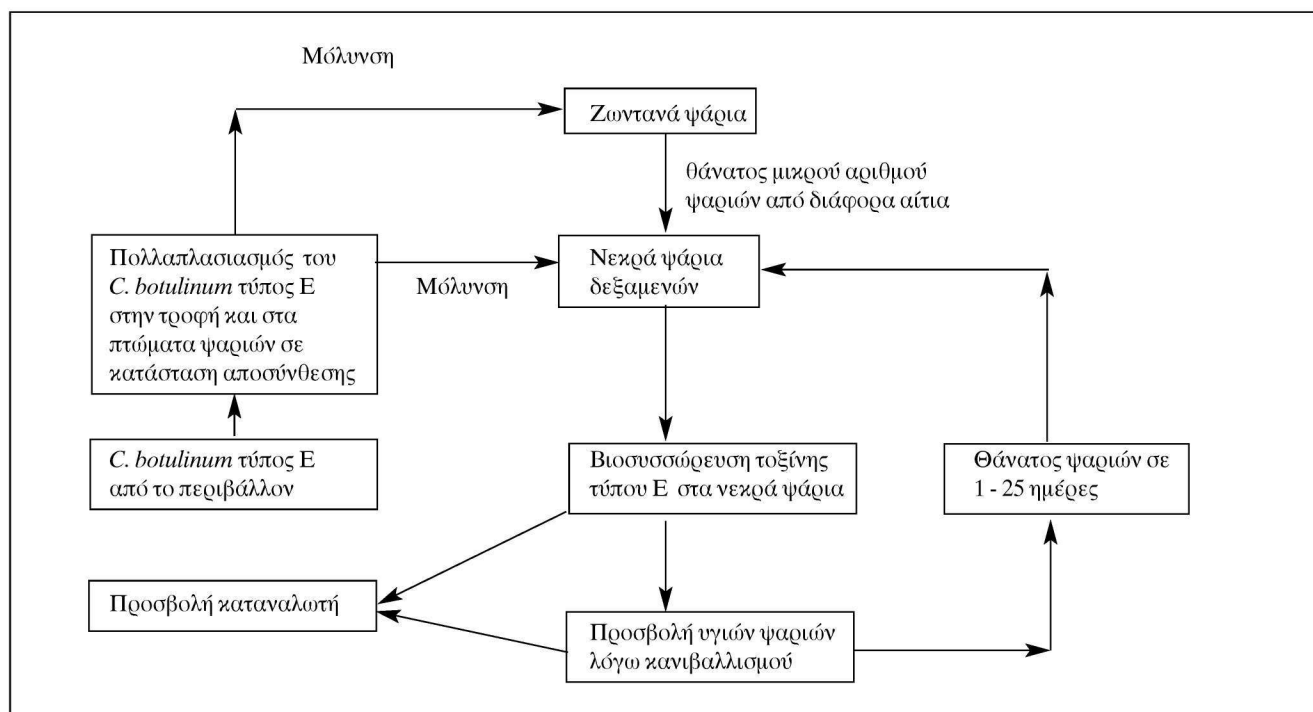 Μόλυνση
Ζωντανά ψάρια
θάνατος μικρού αριθμού
ψαριών από διάφορα αίτια
Πολλαπλασιασμός του
C. botulinum τύπος Ε
στην τροφή και στα
πτώματα ψαριών σε
κατάσταση αποσύνθεσης
Μόλυνση
Νεκρά ψάρια
δεξαμενών
C. botulinum τύπος Ε
από το περιβάλλον
Βιοσυσσώρευση τοξίνης
τύπου Ε στα νεκρά ψάρια
Θάνατος ψαριών σε
1 - 25 ημέρες
Προσβολή καταναλωτή
Προσβολή υγιών ψαριών
λόγω κανιβαλλισμού